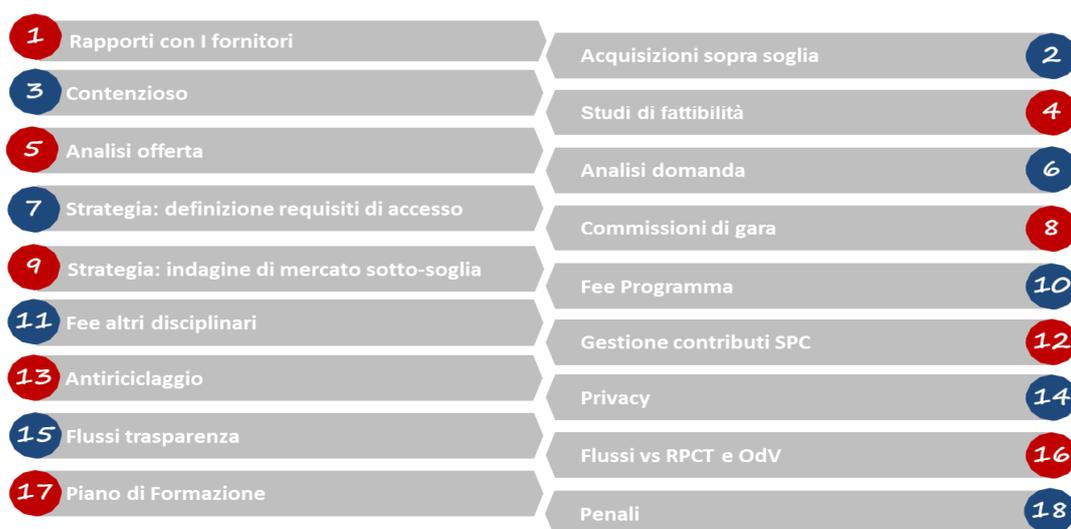 1 Rapporti con I fornitori
Acquisizioni sopra soglia 2
3 Contenzioso
Studi di fattibilità 4
5 Analisi offerta
Analisi domanda 6
7 Strategia: definizione requisiti di accesso
Commissioni di gara 8
9 Strategia: indagine di mercato sotto-soglia
Fee Programma 10
11 Fee altri disciplinari
Gestione contributi SPC 12
13 Antiriciclaggio
Privacy 14
15 Flussi trasparenza
Flussi vs RPCT e OdV 16
17 Piano di Formazione
Penali 18